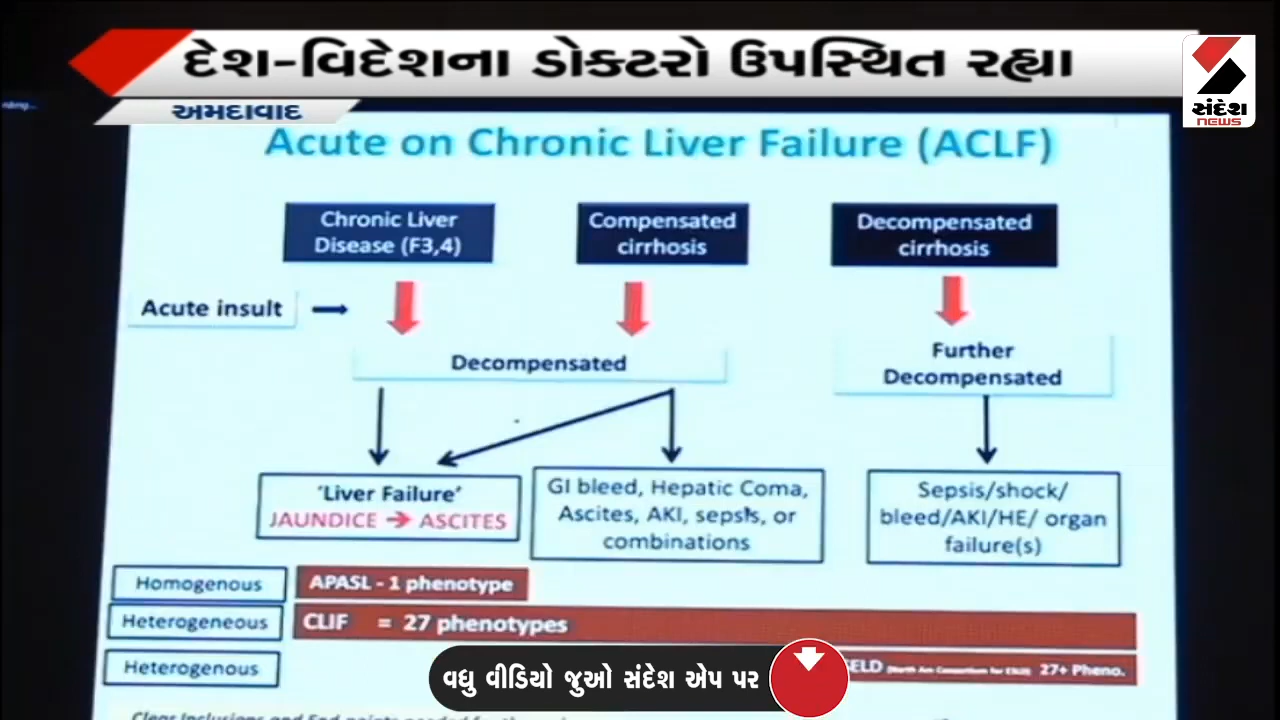 દેશ-વિદેશના ડોક્ટરો ઉપસ્થિત રહ્યા
અમદાવાદ
સંદેશ
NEWS
Acute on Chronic Liver Failure (ACLF)
Chronic Liver
Disease (F3,4)
Compensated
cirrhosis
Decompensated
cirrhosis
Acute insult
Decompensated
Further
Decompensated
'Liver Failure'
JAUNDICE → ASCITES
GI bleed, Hepatic Coma,
Ascites, AKI, sepsis, or
combinations
Sepsis/shock/
bleed/AKI/HE/ organ
failure(s)
Homogenous
APASL - 1 phenotype
Heterogeneous
CLIF = 27 phenotypes
Heterogenous
27+ Pheno.
વધુ વીડિયો જુઓ સંદેશ એપ પર